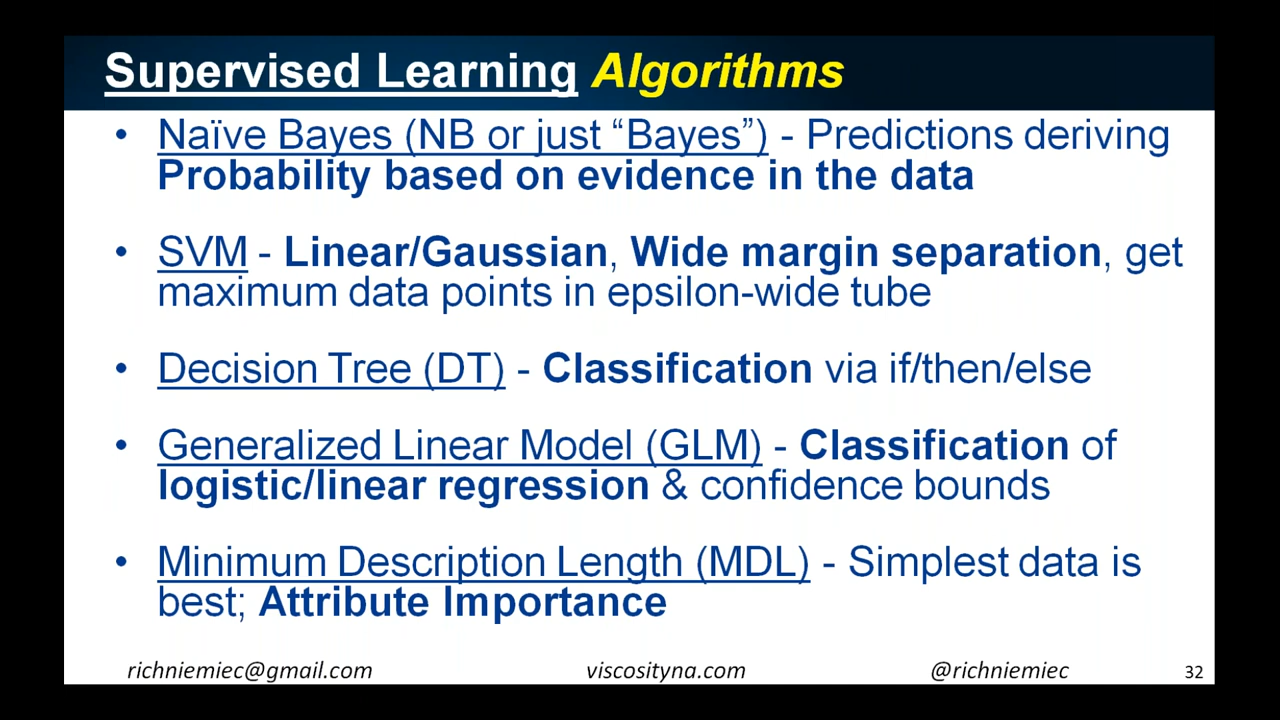 Supervised Learning Algorithms
• Naïve Bayes (NB or just “Bayes”) - Predictions deriving
Probability based on evidence in the data
• SVM - Linear/Gaussian, Wide margin separation, get
maximum data points in epsilon-wide tube
• Decision Tree (DT) - Classification via if/then/else
• Generalized Linear Model (GLM) - Classification of
logistic/linear regression & confidence bounds
• Minimum Description Length (MDL) - Simplest data is
best; Attribute Importance
richniemiec@gmail.com viscosityna.com @richniemiec 32